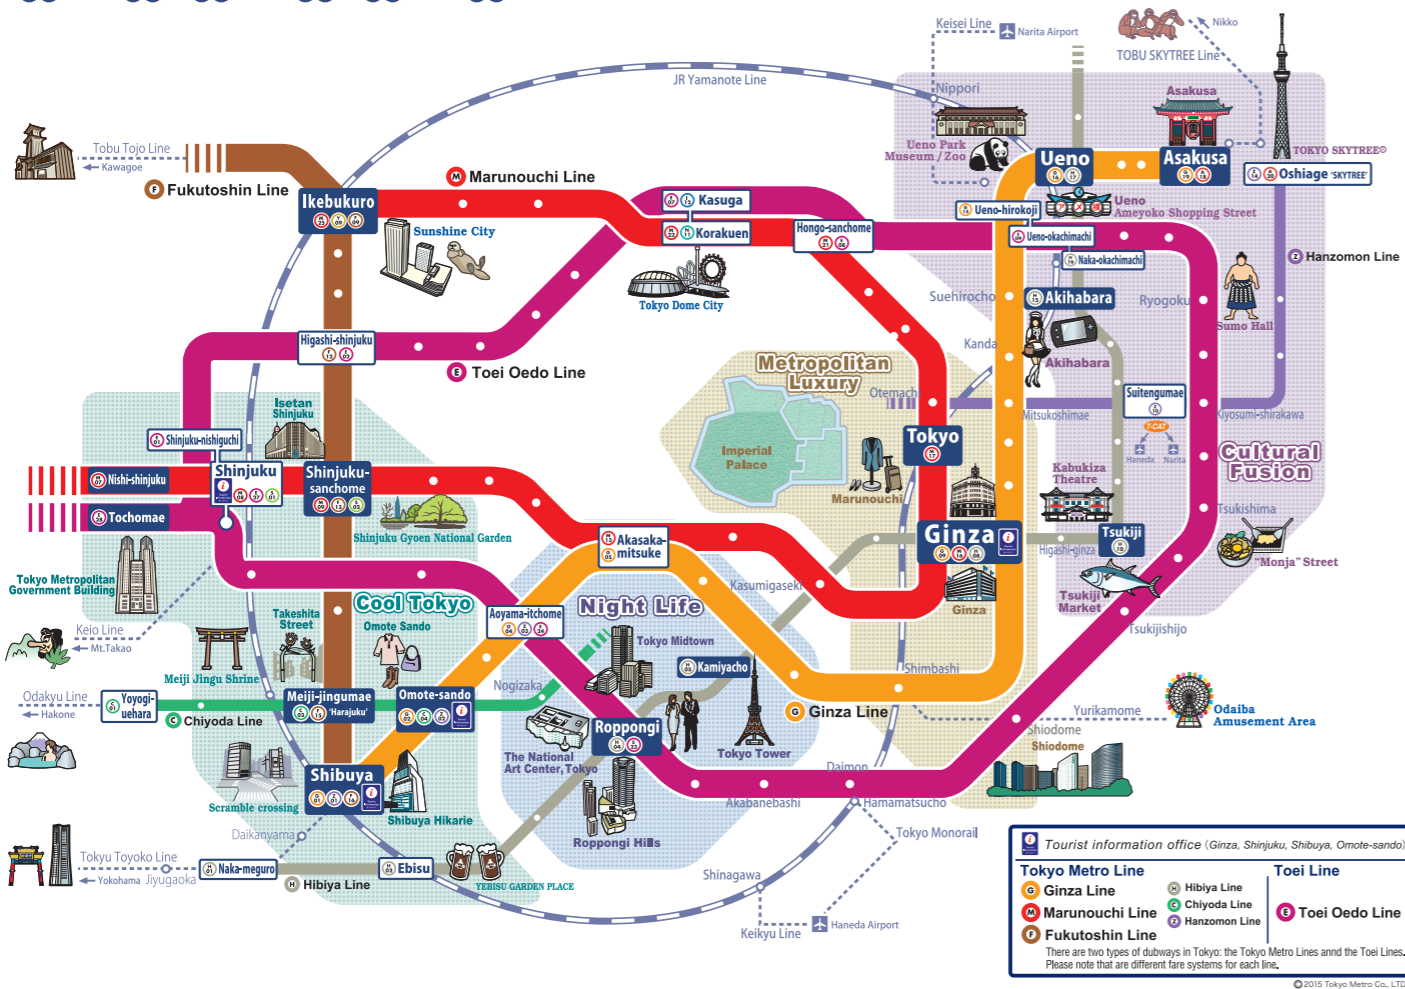 Keisei Line
Narita Airport
Nikko
TOBU SKYTREE Line
JR Yamanote Line
Nippori
Asakusa
Ueno Park
Museum / Zoo
Tobu Tojo Line
Kawagoe
F Fukutoshin Line
M Marunouchi Line
Ueno
Asakusa
TOKYO SKYTREE®
Oshiage 'SKYTREE'
Ikebukuro
Kasuga
Korakuen
Hongo-sanchome
Ueno-hirokoji
Ueno
Ameyoko Shopping Street
アメ横
Ueno-okachimachi
Naka-okachimachi
Z Hanzomon Line
Sunshine City
Tokyo Dome City
Suehirocho
Akihabara
Ryogoku
Sumo Hall
Higashi-shinjuku
E Toei Oedo Line
Kanda
Akihabara
Metropolitan
Luxury
Otemachi
Mitsukoshimae
Suitengumae
T-CAT
Haneda
Narita
Kiyosumi-shirakawa
Isetan
Shinjuku
Shinjuku-nishiguchi
Imperial
Palace
Tokyo
Cultural
Fusion
Nishi-shinjuku
Shinjuku
Shinjuku-
sanchome
Marunouchi
Kabukiza
Theatre
Tochomae
Shinjuku Gyoen National Garden
Akasaka-
mitsuke
Ginza
Higashi-ginza
Tsukiji
Tsukishima
"Monja" Street
Tokyo Metropolitan
Government Building
Kasumigaseki
Ginza
Tsukiji
Market
Cool Tokyo
Night Life
Takeshita
Street
Omote Sando
Aoyama-itchome
Tsukijishijo
Keio Line
Mt.Takao
Meiji Jingu Shrine
Tokyo Midtown
Kamiyacho
Shimbashi
Nogizaka
Odakyu Line
Hakone
Yoyogi-
uehara
C Chiyoda Line
Meiji-jingumae
'Harajuku'
Omote-sando
G Ginza Line
Yurikamome
Odaiba
Amusement Area
Roppongi
Shiodome
Shiodome
The National
Art Center, Tokyo
Tokyo Tower
Shibuya
Scramble crossing
Shibuya Hikarie
Daimon
Akabanebashi
Hamamatsucho
Roppongi Hills
Daikanyama
Tokyo Monorail
Tokyu Toyoko Line
Yokohama
Jiyugaoka
Naka-meguro
H Hibiya Line
Ebisu
YEBISU GARDEN PLACE
Shinagawa
Keikyu Line
Haneda Airport
Tourist information office (Ginza, Shinjuku, Shibuya, Omote-sando)
Tokyo Metro Line
Toei Line
G Ginza Line
H Hibiya Line
C Chiyoda Line
M Marunouchi Line
Z Hanzomon Line
E Toei Oedo Line
F Fukutoshin Line
There are two types of dubways in Tokyo: the Tokyo Metro Lines annd the Toei Lines.
Please note that are different fare systems for each line.
©2015 Tokyo Metro Co., LTD